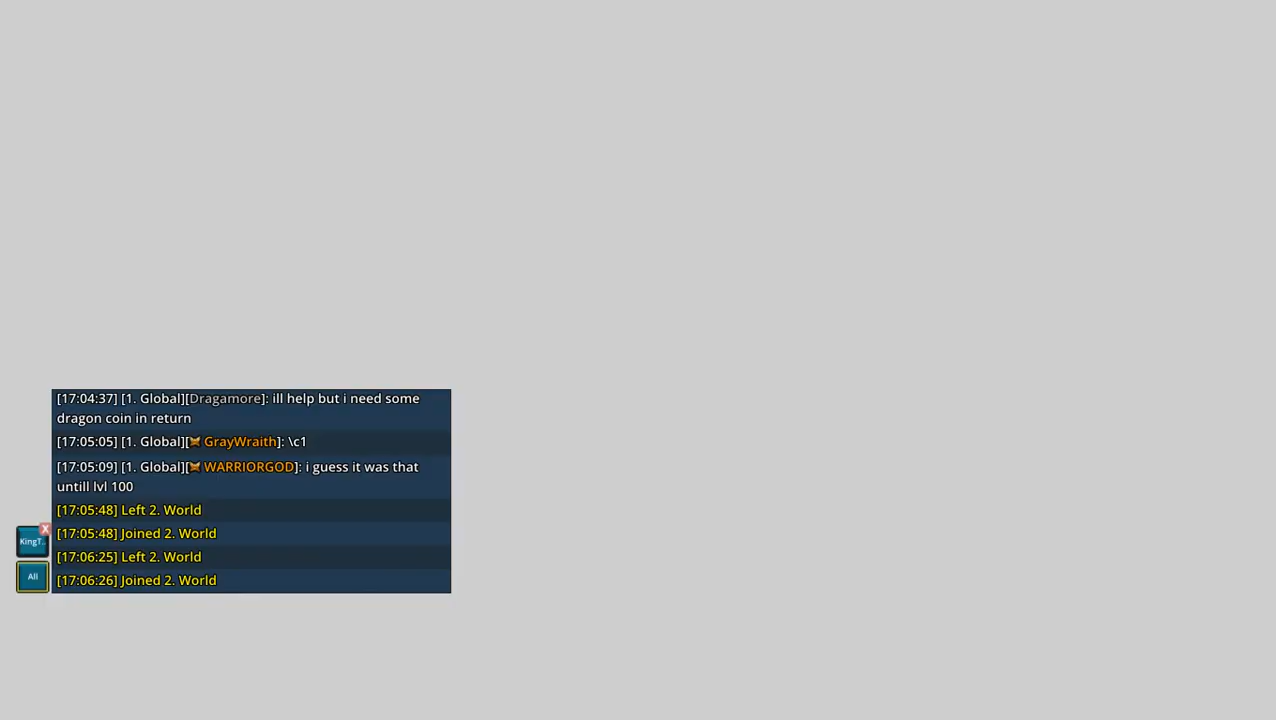 [17:04:37] [1. Global][Dragamore]: ill help but i need some
dragon coin in return
[17:05:05] [1. Global][GrayWraith]: \c1
[17:05:09] [1. Global][WARRIORGOD]: i guess it was that
untill lvl 100
[17:05:48] Left 2. World
[17:05:48] Joined 2. World
KingT...
[17:06:25] Left 2. World
All
[17:06:26] Joined 2. World